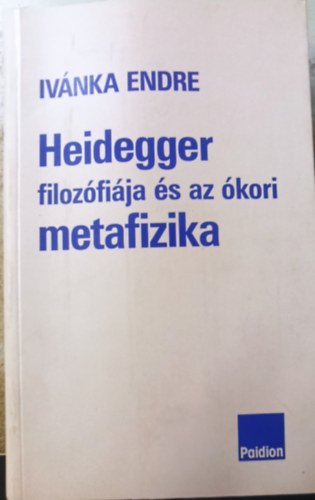 IVÁNKA ENDRE
Heidegger
filozófiája és az ókori
metafizika
Paidion